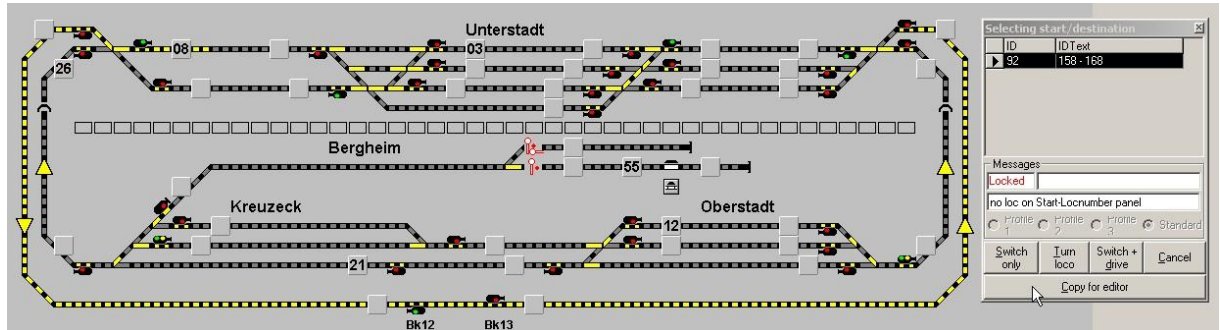 Unterstadt
08
03
26
Bergheim
55
Kreuzeck
Oberstadt
12
21
Bk12
Bk13
Selecting start/destination
ID IDText
92 158 - 168
Messages
Locked
no loc on Start-Locnumber panel
Profile 1 Profile 2 Profile 3 Standard
Switch only Turn loco Switch + drive Cancel
Copy for editor